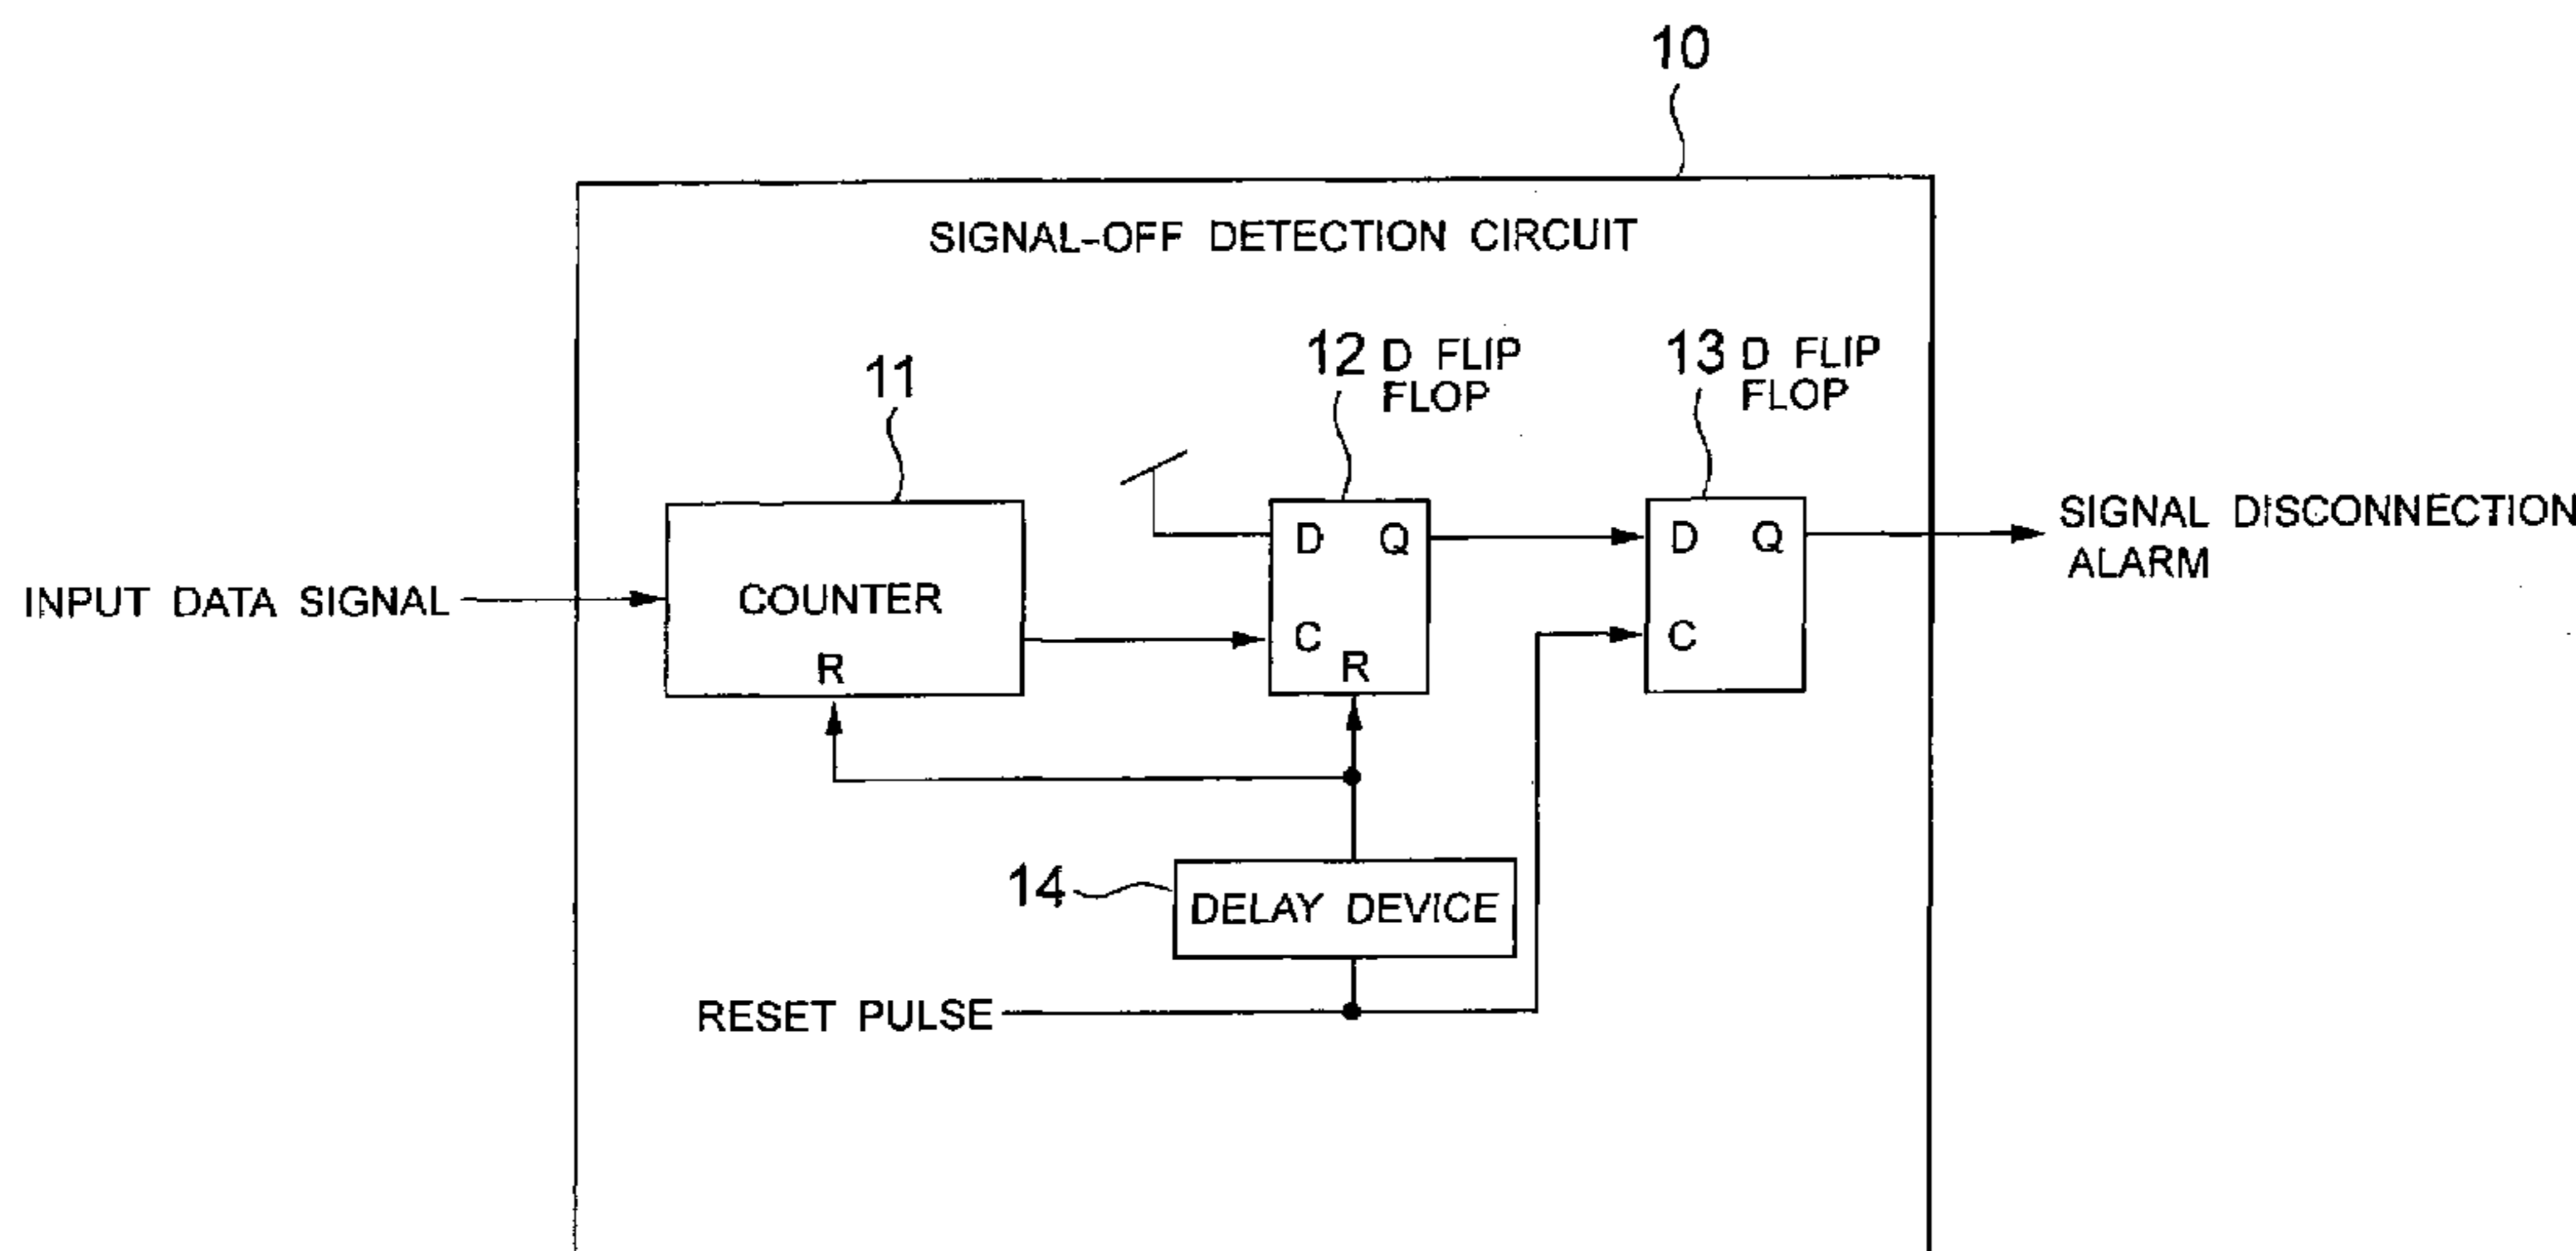 10
SIGNAL-OFF DETECTION CIRCUIT
12 D FLIP
FLOP
13 D FLIP
FLOP
11
D Q
D Q
SIGNAL DISCONNECTION
ALARM
INPUT DATA SIGNAL
COUNTER
R
C
R
C
14
DELAY DEVICE
RESET PULSE